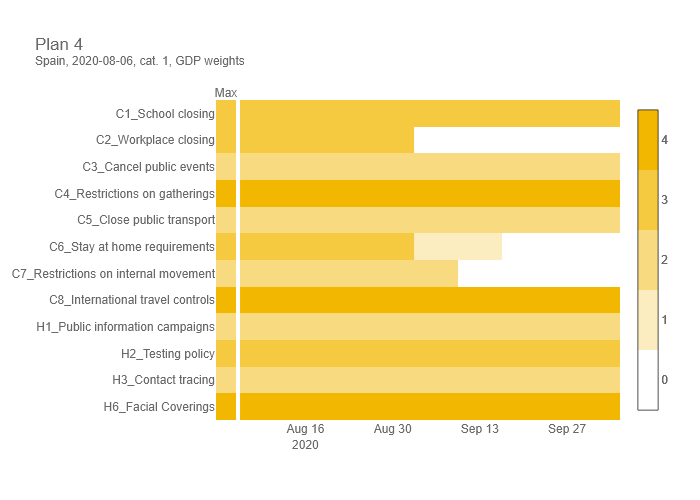 Plan 4
Spain, 2020-08-06, cat. 1, GDP weights
Max
C1_School closing
C2_Workplace closing
C3_Cancel public events
C4_Restrictions on gatherings
C5_Close public transport
C6_Stay at home requirements
C7_Restrictions on internal movement
C8_International travel controls
H1_Public information campaigns
H2_Testing policy
H3_Contact tracing
H6_Facial Coverings
Aug 16 Aug 30 Sep 13 Sep 27
2020
4
3
2
1
0